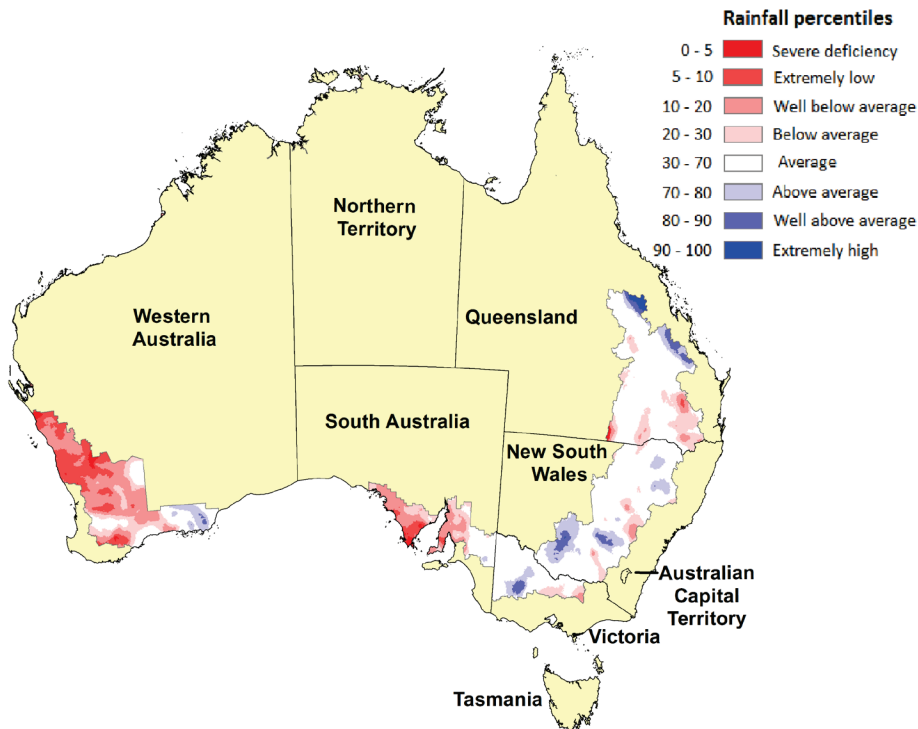 Rainfall percentiles
0 - 5 Severe deficiency
5 - 10 Extremely low
10 - 20 Well below average
20 - 30 Below average
30 - 70 Average
70 - 80 Above average
80 - 90 Well above average
90 - 100 Extremely high
Northern
Territory
Western
Australia
Queensland
South Australia
New South
Wales
Australian
Capital
Territory
Victoria
Tasmania